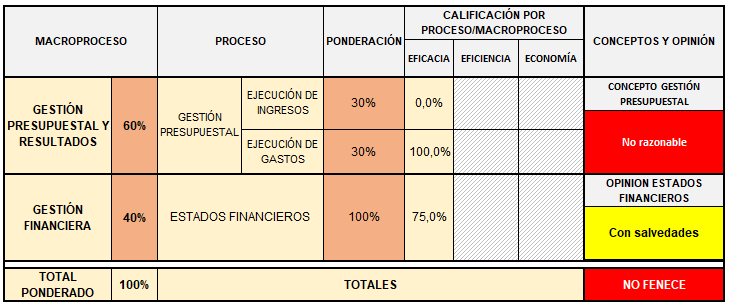 MACROPROCESO
PROCESO
PONDERACIÓN
CALIFICACIÓN POR
PROCESO/MACROPROCESO
EFICACIA
EFICIENCIA
ECONOMÍA
CONCEPTOS Y OPINIÓN
GESTIÓN
PRESUPUESTAL Y
RESULTADOS
60%
GESTIÓN
PRESUPUESTAL
EJECUCIÓN DE
INGRESOS
30%
0,0%
EJECUCIÓN DE
GASTOS
30%
100,0%
CONCEPTO GESTIÓN
PRESUPUESTAL
No razonable
GESTIÓN
FINANCIERA
40%
ESTADOS FINANCIEROS
100%
75,0%
OPINION ESTADOS
FINANCIEROS
Con salvedades
TOTAL
PONDERADO
100%
TOTALES
NO FENECE